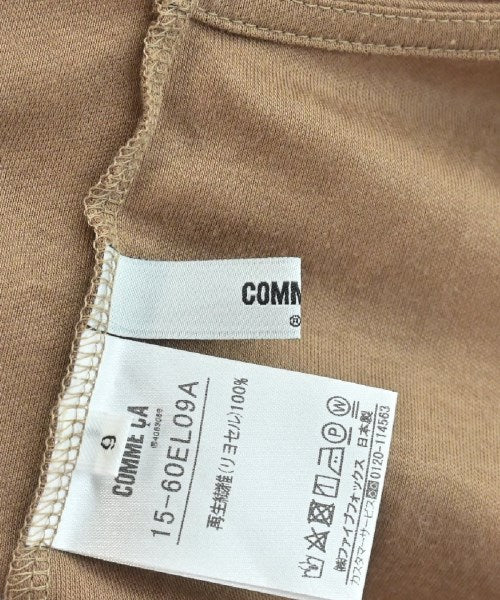 COMM
®
9
COMME ÇA
15-60EL09A
再生繊維(リヨセル)100%
㈱ファイブフォックス 日本製
カスタマーサービス 0120-114563